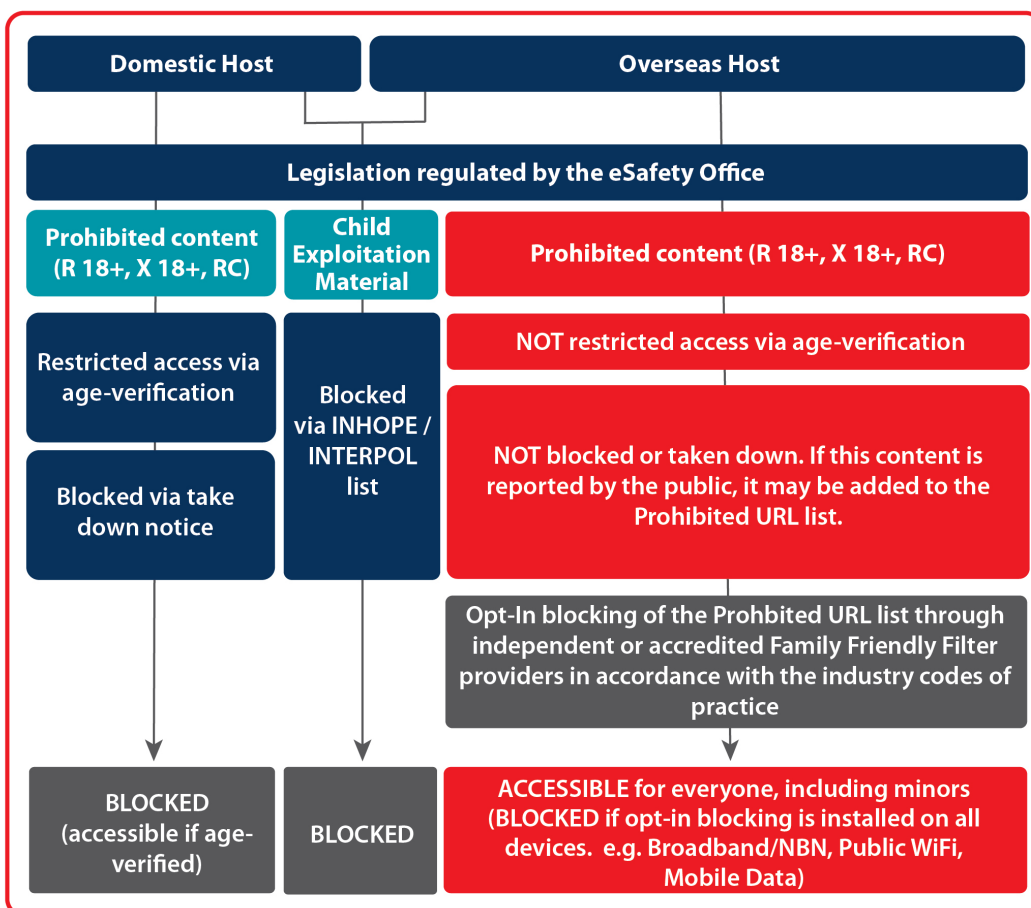 Domestic Host
Overseas Host
Legislation regulated by the eSafety Office
Prohibited content
(R 18+, X 18+, RC)
Child
Exploitation
Material
Prohibited content (R 18+, X 18+, RC)
Restricted access via
age-verification
Blocked via take
down notice
Blocked
via INHOPE /
INTERPOL
list
NOT restricted access via age-verification
NOT blocked or taken down. If this content is
reported by the public, it may be added to the
Prohibited URL list.
Opt-In blocking of the Prohbited URL list through
independent or accredited Family Friendly Filter
providers in accordance with the industry codes of
practice
BLOCKED
(accessible if age-
verified)
BLOCKED
ACCESSIBLE for everyone, including minors
(BLOCKED if opt-in blocking is installed on all
devices.  e.g. Broadband/NBN, Public WiFi,
Mobile Data)